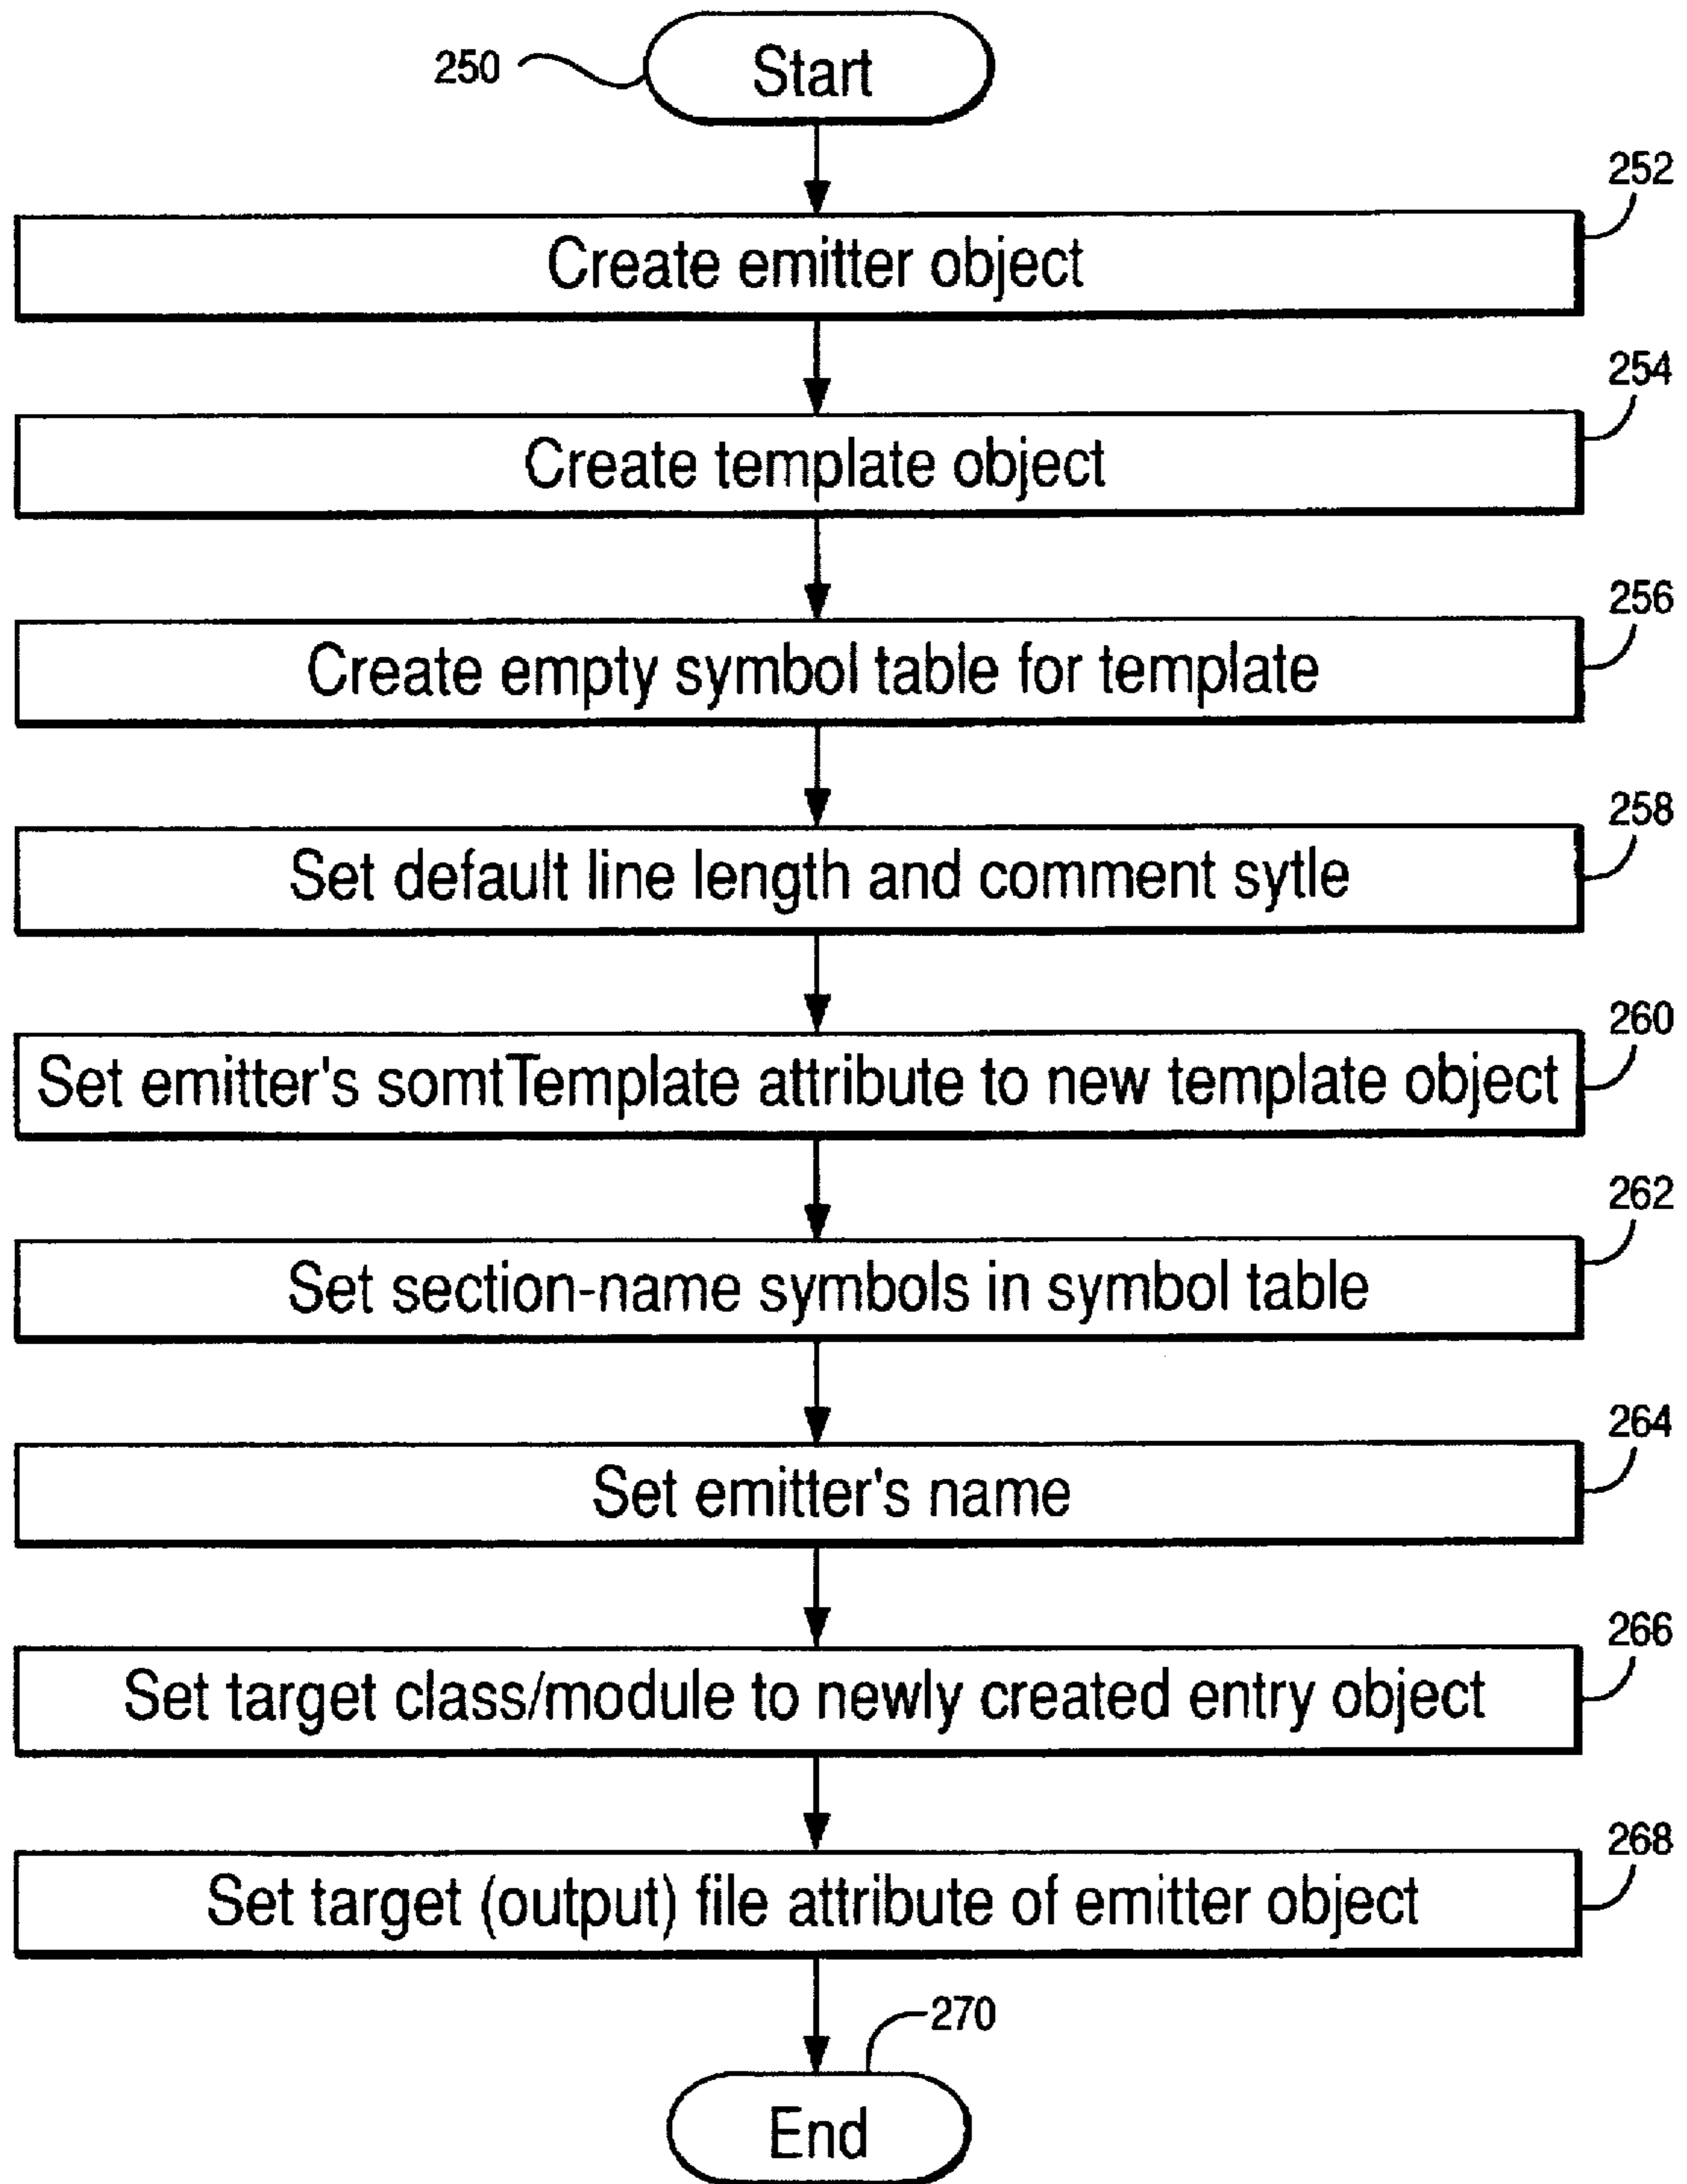 250
Start
252
Create emitter object
254
Create template object
256
Create empty symbol table for template
258
Set default line length and comment sytle
260
Set emitter's somtTemplate attribute to new template object
262
Set section-name symbols in symbol table
264
Set emitter's name
266
Set target class/module to newly created entry object
268
Set target (output) file attribute of emitter object
270
End